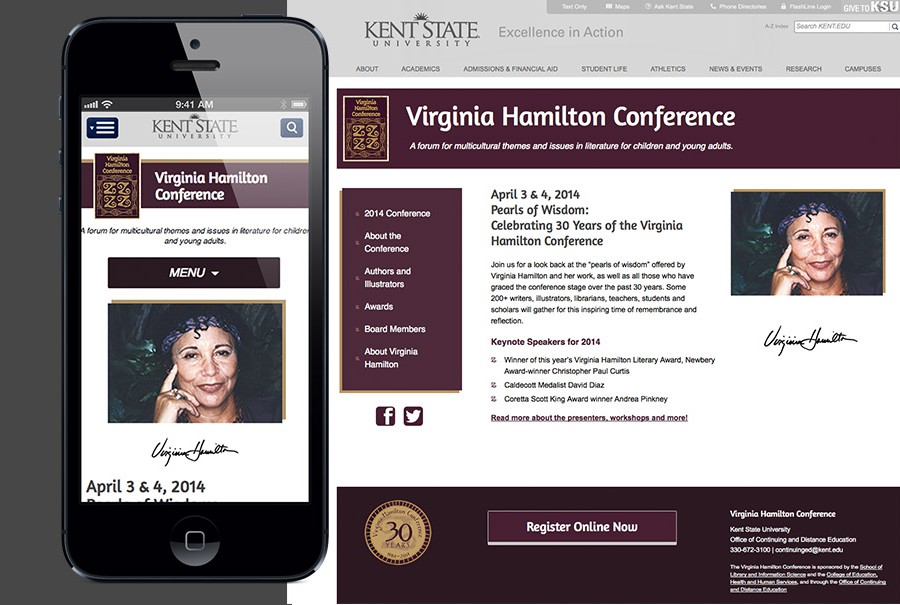 9:41 AM
KENT STATE
UNIVERSITY
Virginia
Hamilton
Conference
Virginia Hamilton
Conference
A forum for multicultural themes and issues in literature for children
and young adults.
MENU
Virginia Hamilton
April 3 & 4, 2014
Pearls of Wisdom:
Text Only
Maps
Ask Kent State
Phone Directories
FlashLine Login
GIVE TO KSU
KENT STATE
UNIVERSITY
Excellence in Action
A-Z Index
Search KENT.EDU
ABOUT
ACADEMICS
ADMISSIONS & FINANCIAL AID
STUDENT LIFE
ATHLETICS
NEWS & EVENTS
RESEARCH
CAMPUSES
Virginia
Hamilton
Conference
Virginia Hamilton Conference
A forum for multicultural themes and issues in literature for children and young adults.
2014 Conference
About the
Conference
Authors and
Illustrators
Awards
Board Members
About Virginia
Hamilton
April 3 & 4, 2014
Pearls of Wisdom:
Celebrating 30 Years of the Virginia
Hamilton Conference
Join us for a look back at the "pearls of wisdom" offered by
Virginia Hamilton and her work, as well as all those who have
graced the conference stage over the past 30 years. Some
200+ writers, illustrators, librarians, teachers, students and
scholars will gather for this inspiring time of remembrance and
reflection.
Keynote Speakers for 2014
Winner of this year's Virginia Hamilton Literary Award, Newbery
Award-winner Christopher Paul Curtis
Caldecott Medalist David Diaz
Coretta Scott King Award winner Andrea Pinkney
Read more about the presenters, workshops and more!
Virginia Hamilton
Virginia Hamilton Conference
30
YEARS
1984-2014
Register Online Now
Virginia Hamilton Conference
Kent State University
Office of Continuing and Distance Education
330-672-3100 | continuinged@kent.edu
The Virginia Hamilton Conference is sponsored by the School of
Library and Information Science and the College of Education,
Health and Human Services, and through the Office of Continuing
and Distance Education